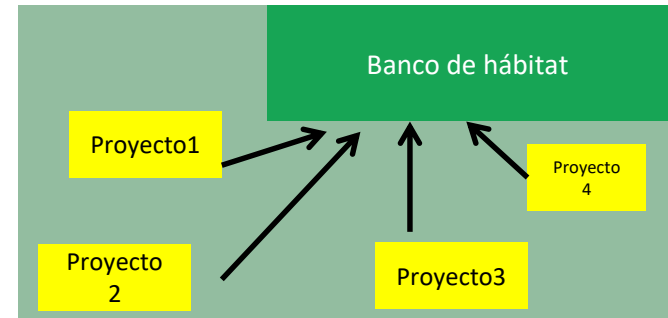 Banco de hábitat
Proyecto1
Proyecto
4
Proyecto
2
Proyecto3